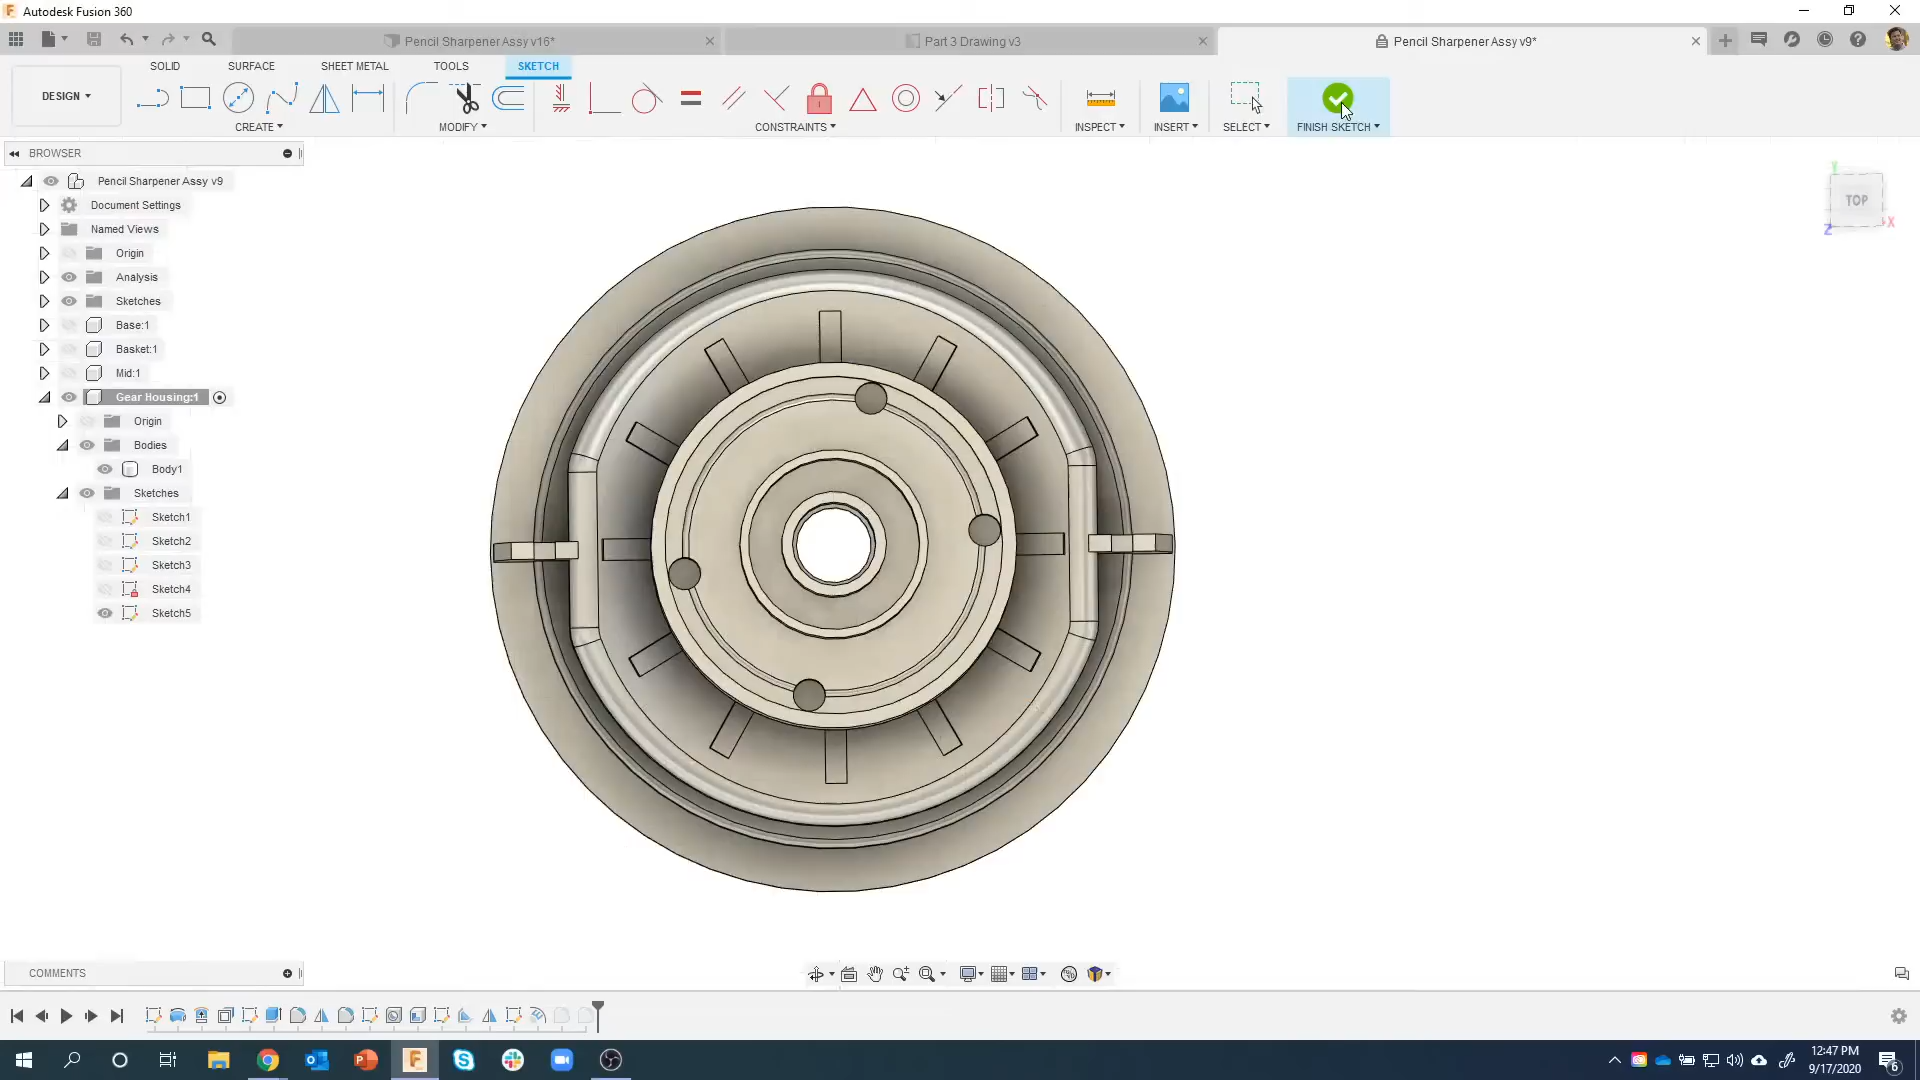 Autodesk Fusion 360
Pencil Sharpener Assy v16*
Part 3 Drawing v3
Pencil Sharpener Assy v9*
SOLID
SURFACE
SHEET METAL
TOOLS
SKETCH
DESIGN
CREATE
MODIFY
CONSTRAINTS
INSPECT
INSERT
SELECT
FINISH SKETCH
BROWSER
Pencil Sharpener Assy v9
Document Settings
Named Views
Origin
Analysis
Sketches
Base:1
Basket:1
Mid:1
Gear Housing:1
Origin
Bodies
Body1
Sketches
Sketch1
Sketch2
Sketch3
Sketch4
Sketch5
Y
TOP
X
Z
COMMENTS
12:47 PM
9/17/2020
6